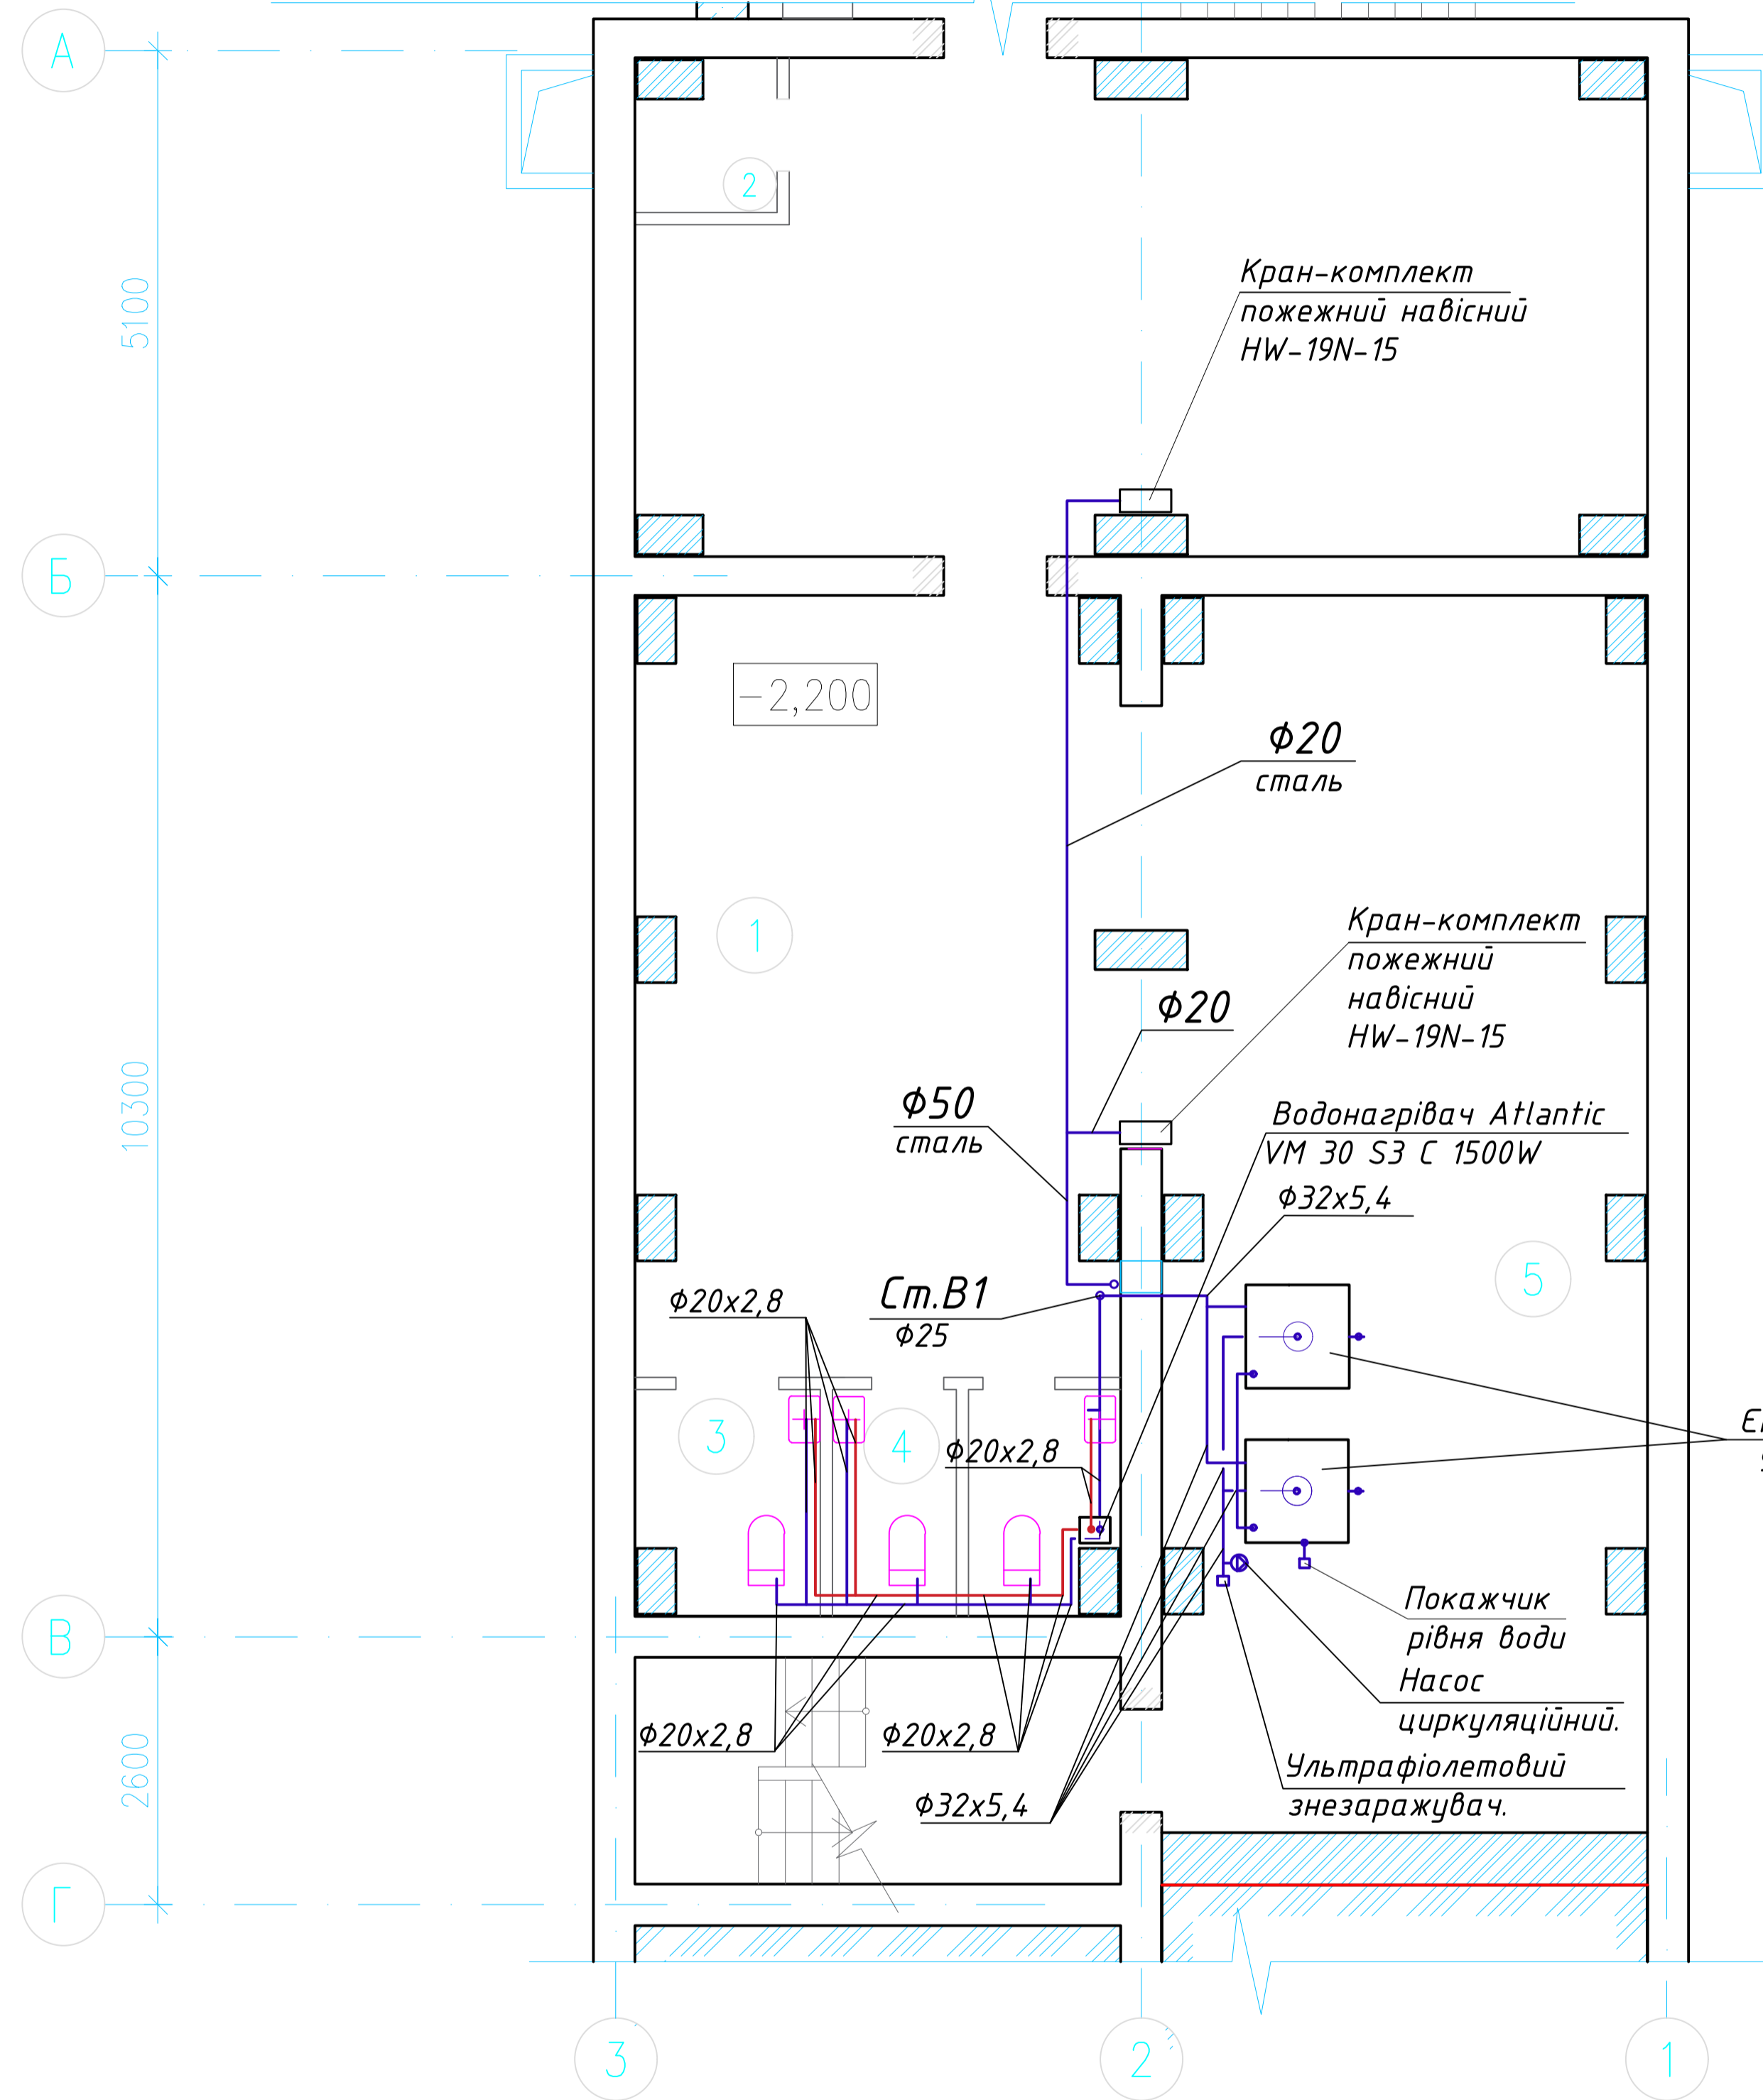 А
2
5100
Кран-комплект
пожежний навісний
HW-19N-15
Б
-2,200
Ф20
сталь
1
Кран-комплект
пожежний
навісний
HW-19N-15
Ф20
10300
Ф50
сталь
Водонагрівач Atlantic
VM 30 S3 C 1500W
Ф32х5,4
5
Ф20х2,8
Ст.В1
Ф25
3
4
Ф20х2,8
Покажчик
рівня води
В
Насос
циркуляційний.
Ф20х2,8
Ф20х2,8
2600
Ультрафіолетовий
знезаражувач.
Ф32х5,4
Г
3
2
1